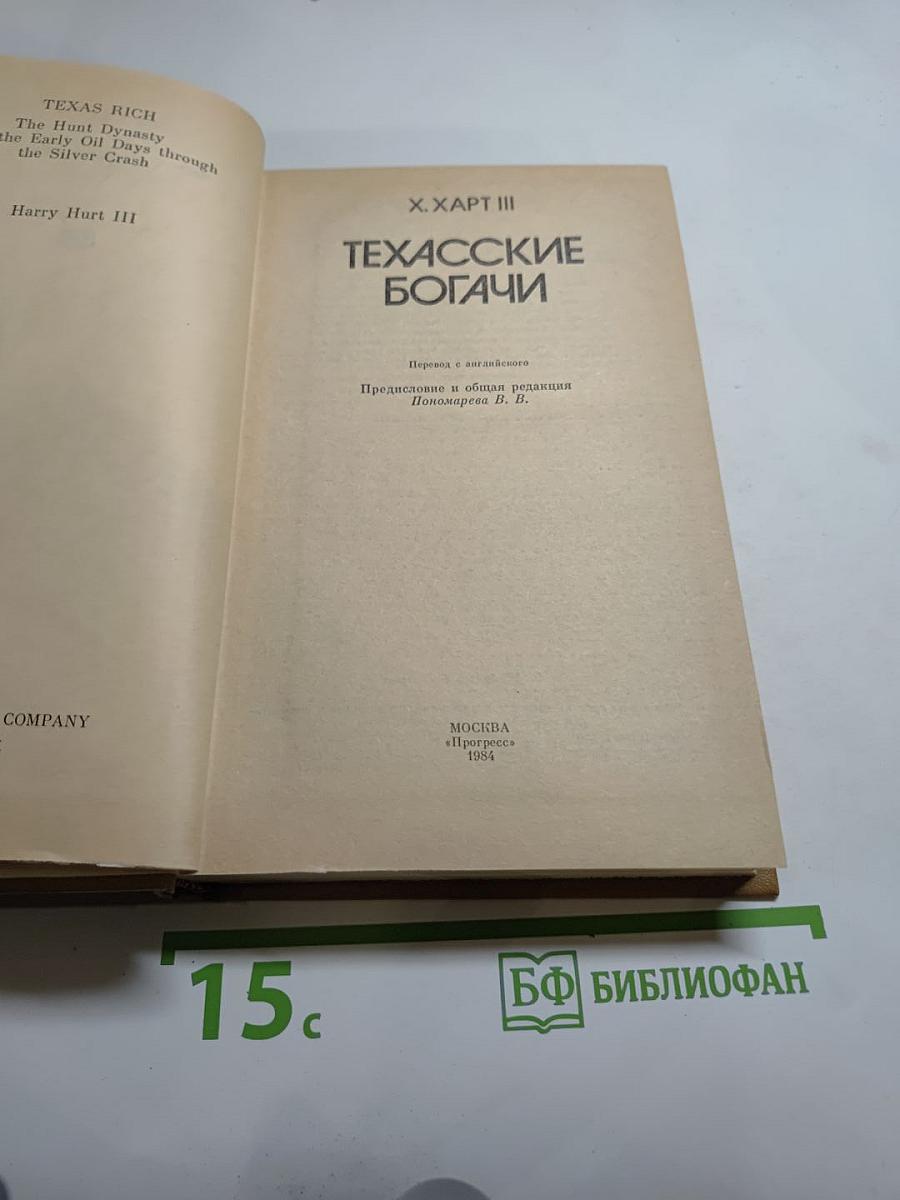 TEXAS RICH
The Hunt Dynasty
the Early Oil Days through
the Silver Crash
Harry Hurt III
COMPANY
Х. ХАРТ III
ТЕХАССКИЕ
БОГАЧИ
Перевод с английского
Предисловие и общая редакция
Пономарева В. В.
МОСКВА
«Прогресс»
1984
15 с
БФ БИБЛИОФАН